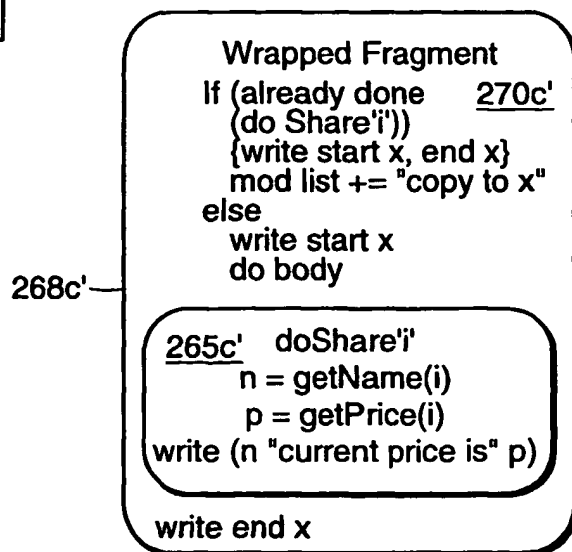 Wrapped Fragment
If (already done 270c'
(do Share'i'))
{write start x, end x}
mod list += "copy to x"
else
write start x
do body
268c'
265c' doShare'i'
n = getName(i)
p = getPrice(i)
write (n "current price is" p)
write end x